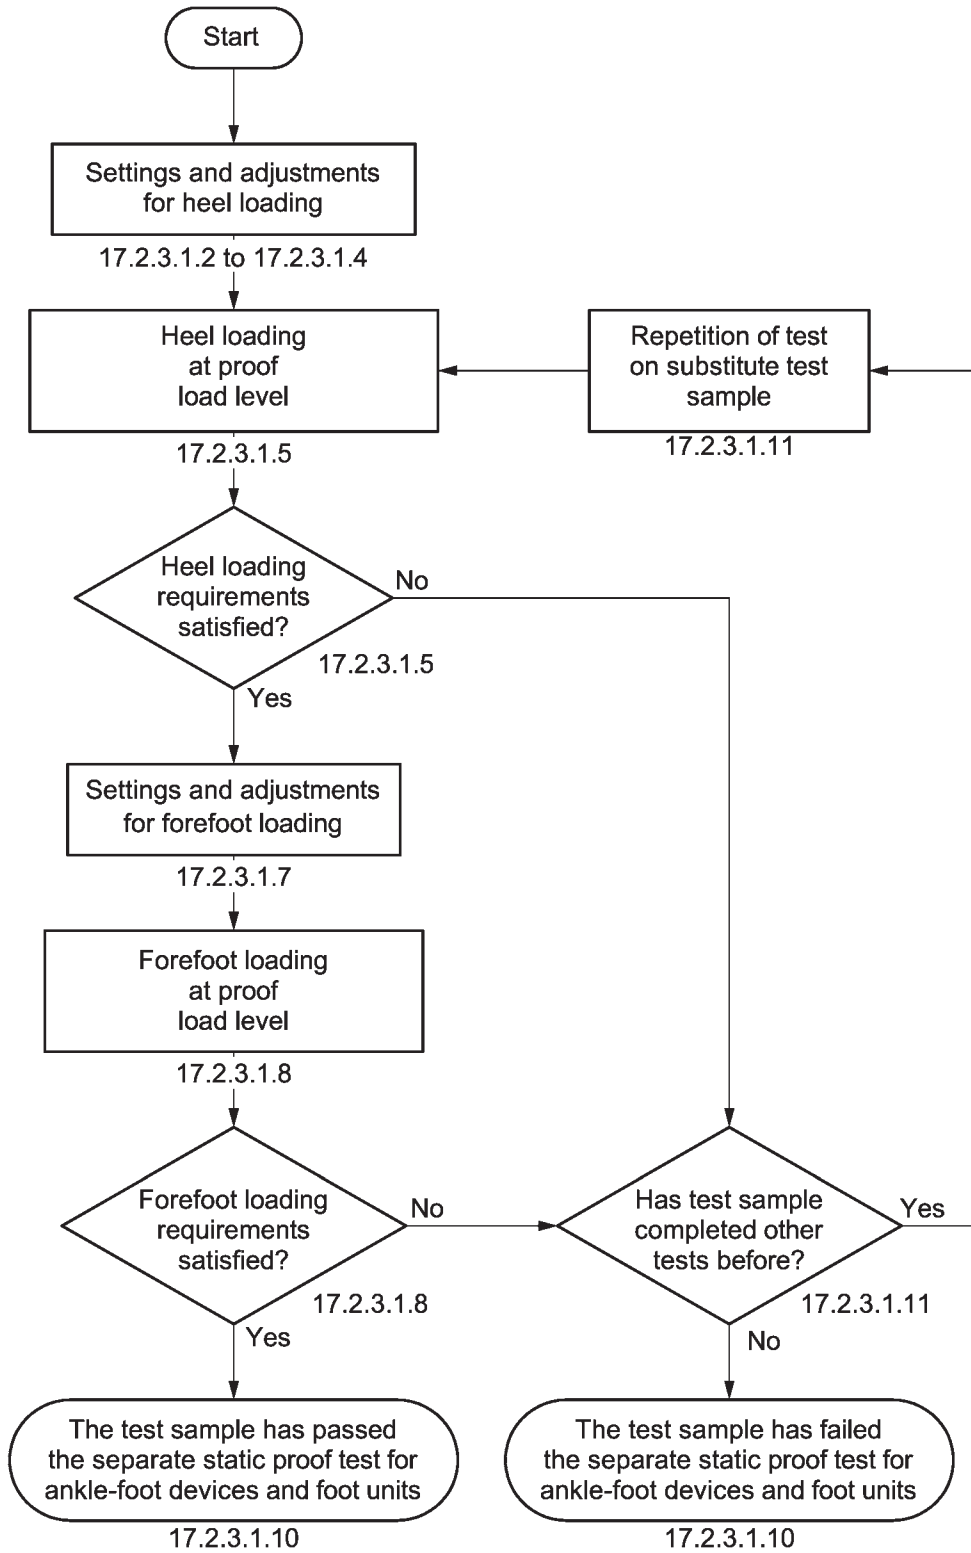 Start
Settings and adjustments
for heel loading
17.2.3.1.2 to 17.2.3.1.4
Heel loading
at proof
load level
17.2.3.1.5
Repetition of test
on substitute test
sample
17.2.3.1.11
Heel loading
requirements
satisfied?
No
17.2.3.1.5
Yes
Settings and adjustments
for forefoot loading
17.2.3.1.7
Forefoot loading
at proof
load level
17.2.3.1.8
Forefoot loading
requirements
satisfied?
No
17.2.3.1.8
Yes
Has test sample
completed other
tests before?
Yes
17.2.3.1.11
No
The test sample has passed
the separate static proof test for
ankle-foot devices and foot units
17.2.3.1.10
The test sample has failed
the separate static proof test for
ankle-foot devices and foot units
17.2.3.1.10